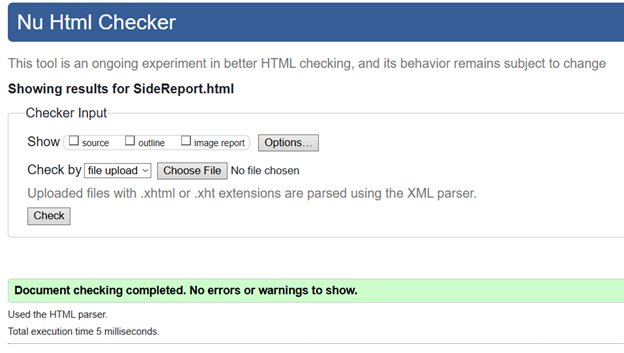 Nu Html Checker
This tool is an ongoing experiment in better HTML checking, and its behavior remains subject to change
Showing results for SideReport.html
Checker Input
Show source outline image report Options...
Check by file upload Choose File No file chosen
Uploaded files with .xhtml or .xht extensions are parsed using the XML parser.
Check
Document checking completed. No errors or warnings to show.
Used the HTML parser.
Total execution time 5 milliseconds.